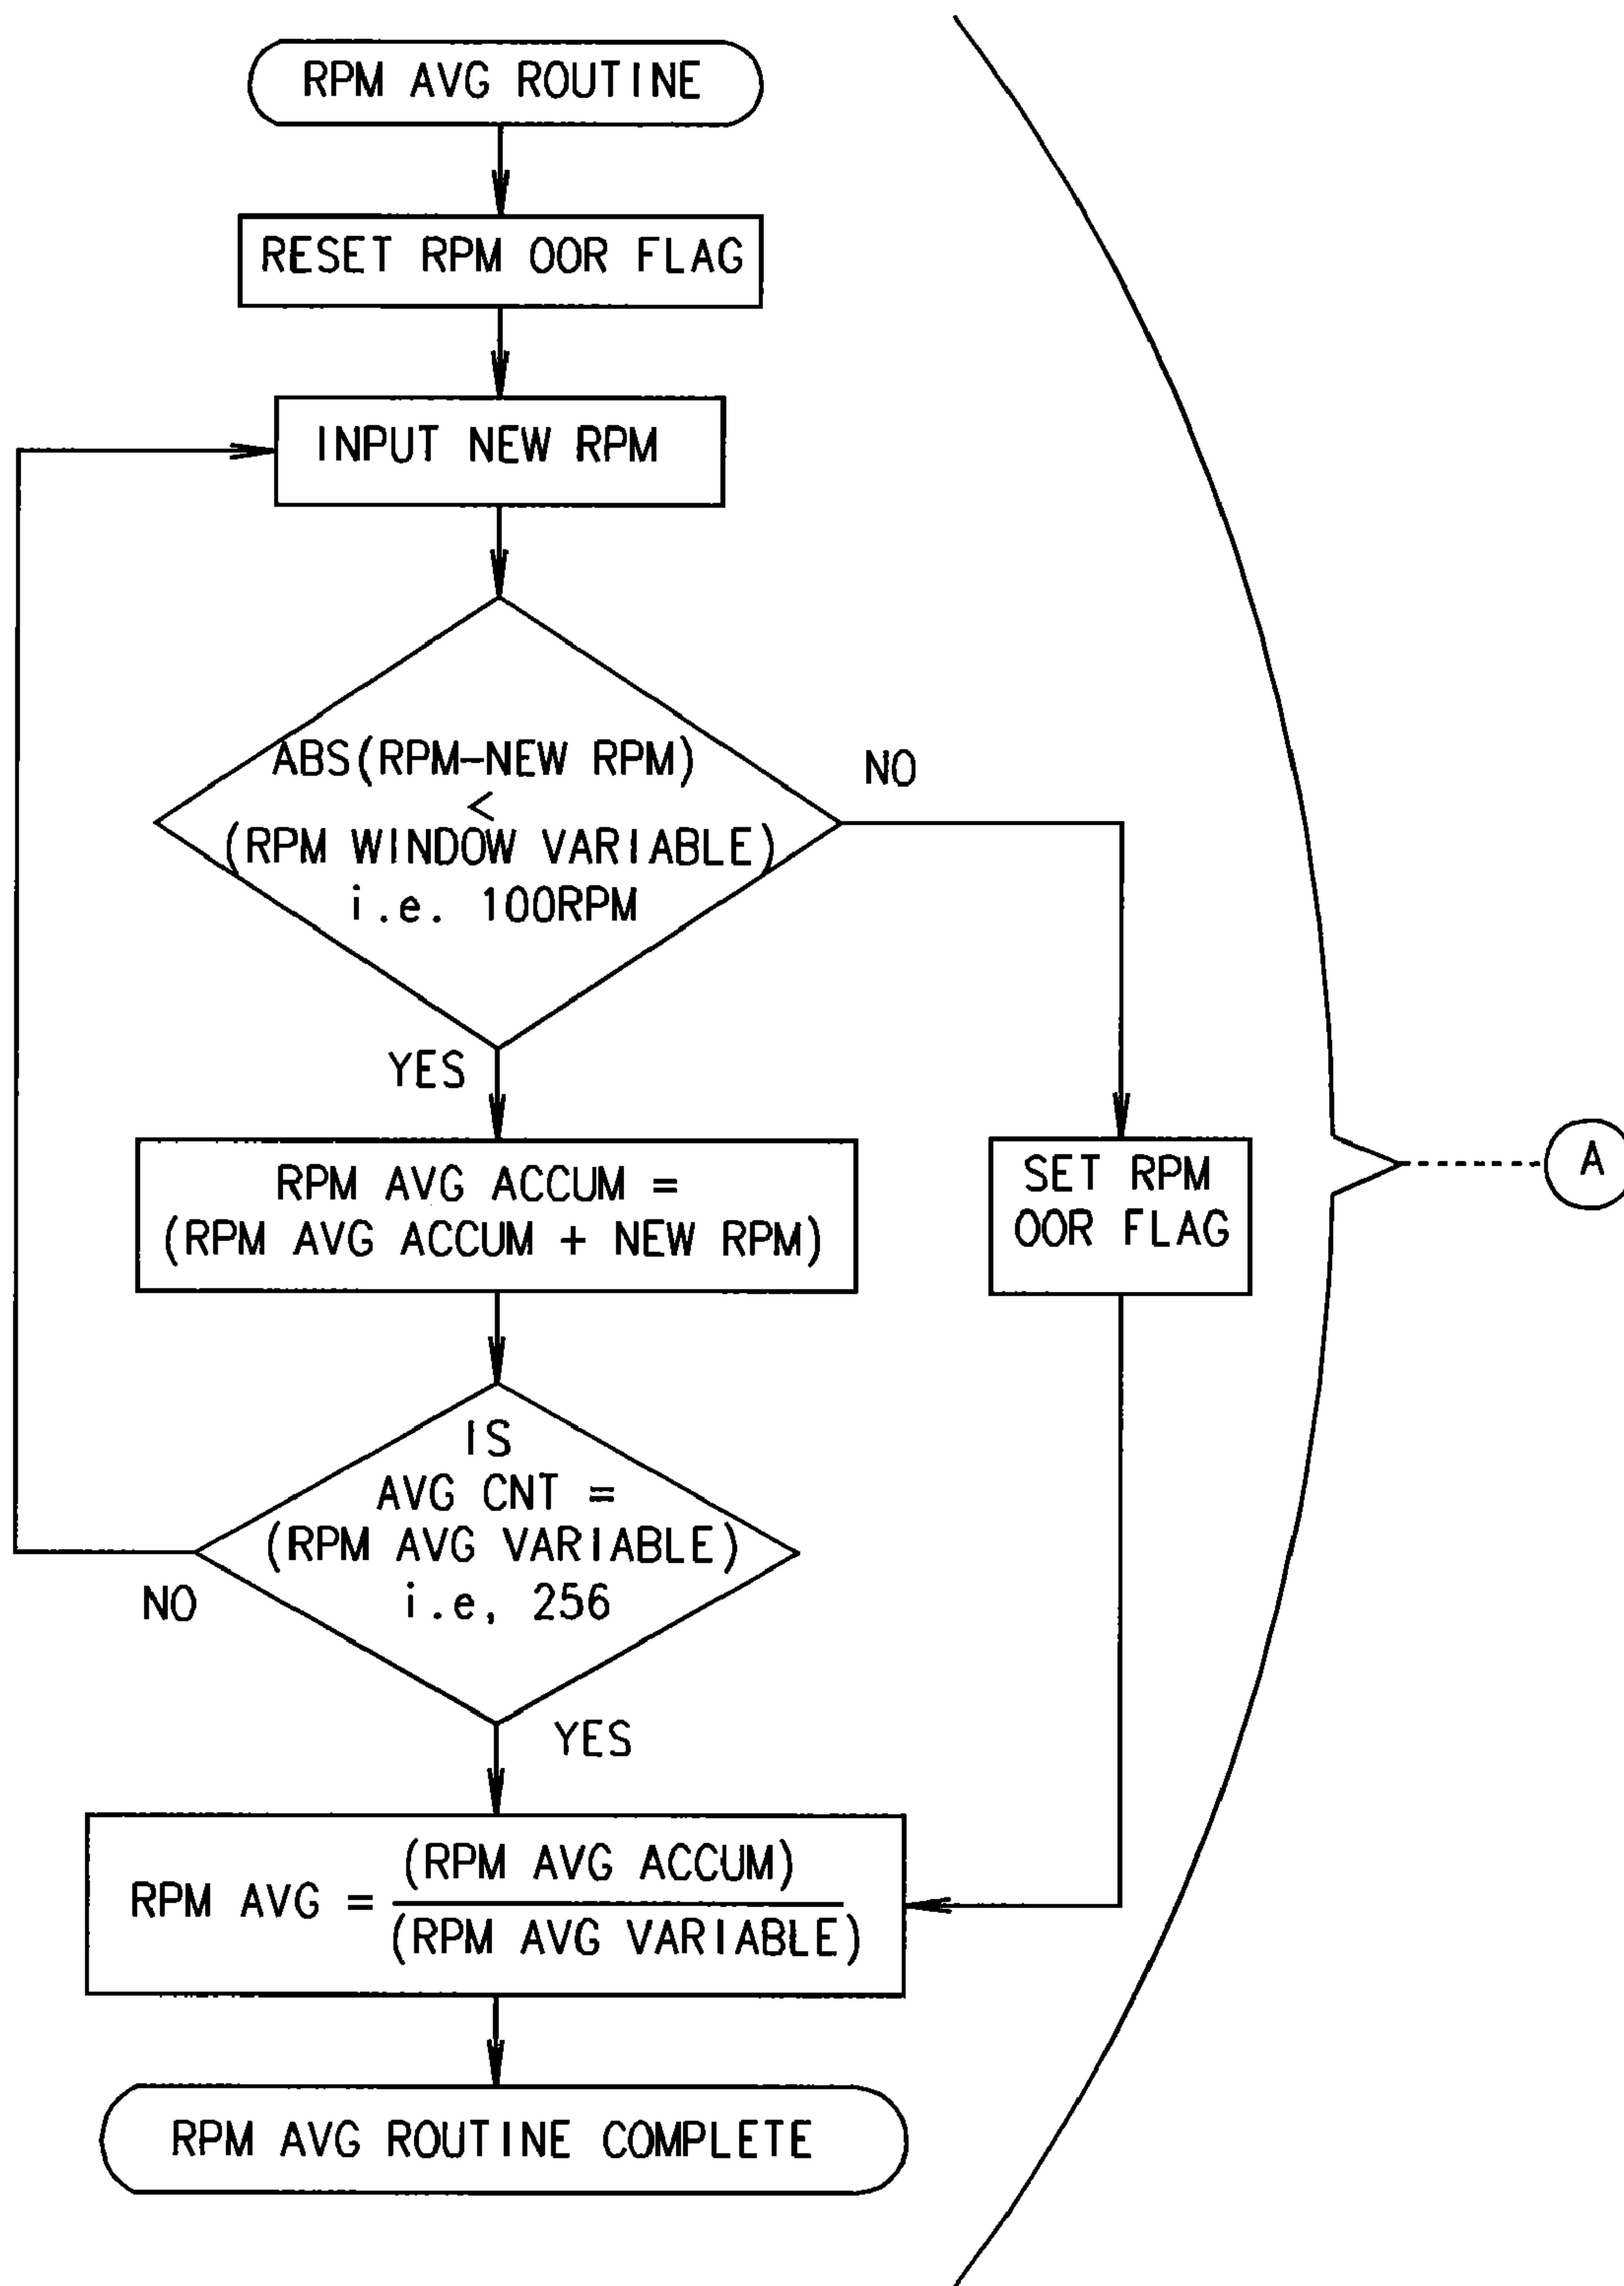 RPM AVG ROUTINE
RESET RPM OOR FLAG
INPUT NEW RPM
ABS(RPM-NEW RPM)
<
(RPM WINDOW VARIABLE)
i.e. 100RPM
NO
YES
RPM AVG ACCUM =
(RPM AVG ACCUM + NEW RPM)
SET RPM
OOR FLAG
A
IS
AVG CNT =
(RPM AVG VARIABLE)
i.e, 256
NO
YES
(RPM AVG ACCUM)
RPM AVG =
(RPM AVG VARIABLE)
RPM AVG ROUTINE COMPLETE